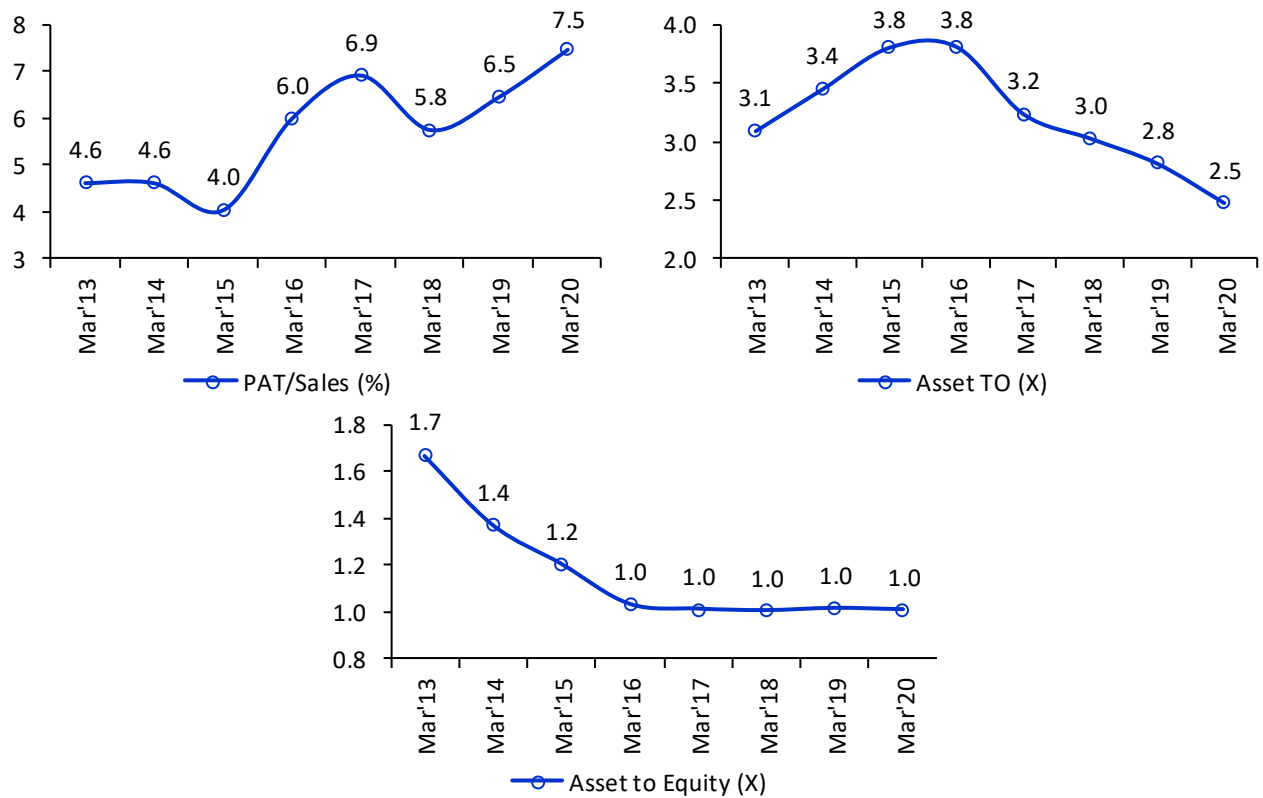 8
7
6
5
4
3
4.6
4.6
4.0
6.0
6.9
5.8
6.5
7.5
Mar'13
Mar'14
Mar'15
Mar'16
Mar'17
Mar'18
Mar'19
Mar'20
PAT/Sales (%)
4.0
3.5
3.0
2.5
2.0
3.1
3.4
3.8
3.8
3.2
3.0
2.8
2.5
Mar'13
Mar'14
Mar'15
Mar'16
Mar'17
Mar'18
Mar'19
Mar'20
Asset TO (X)
1.8
1.6
1.4
1.2
1.0
0.8
1.7
1.4
1.2
1.0
1.0
1.0
1.0
1.0
Mar'13
Mar'14
Mar'15
Mar'16
Mar'17
Mar'18
Mar'19
Mar'20
Asset to Equity (X)